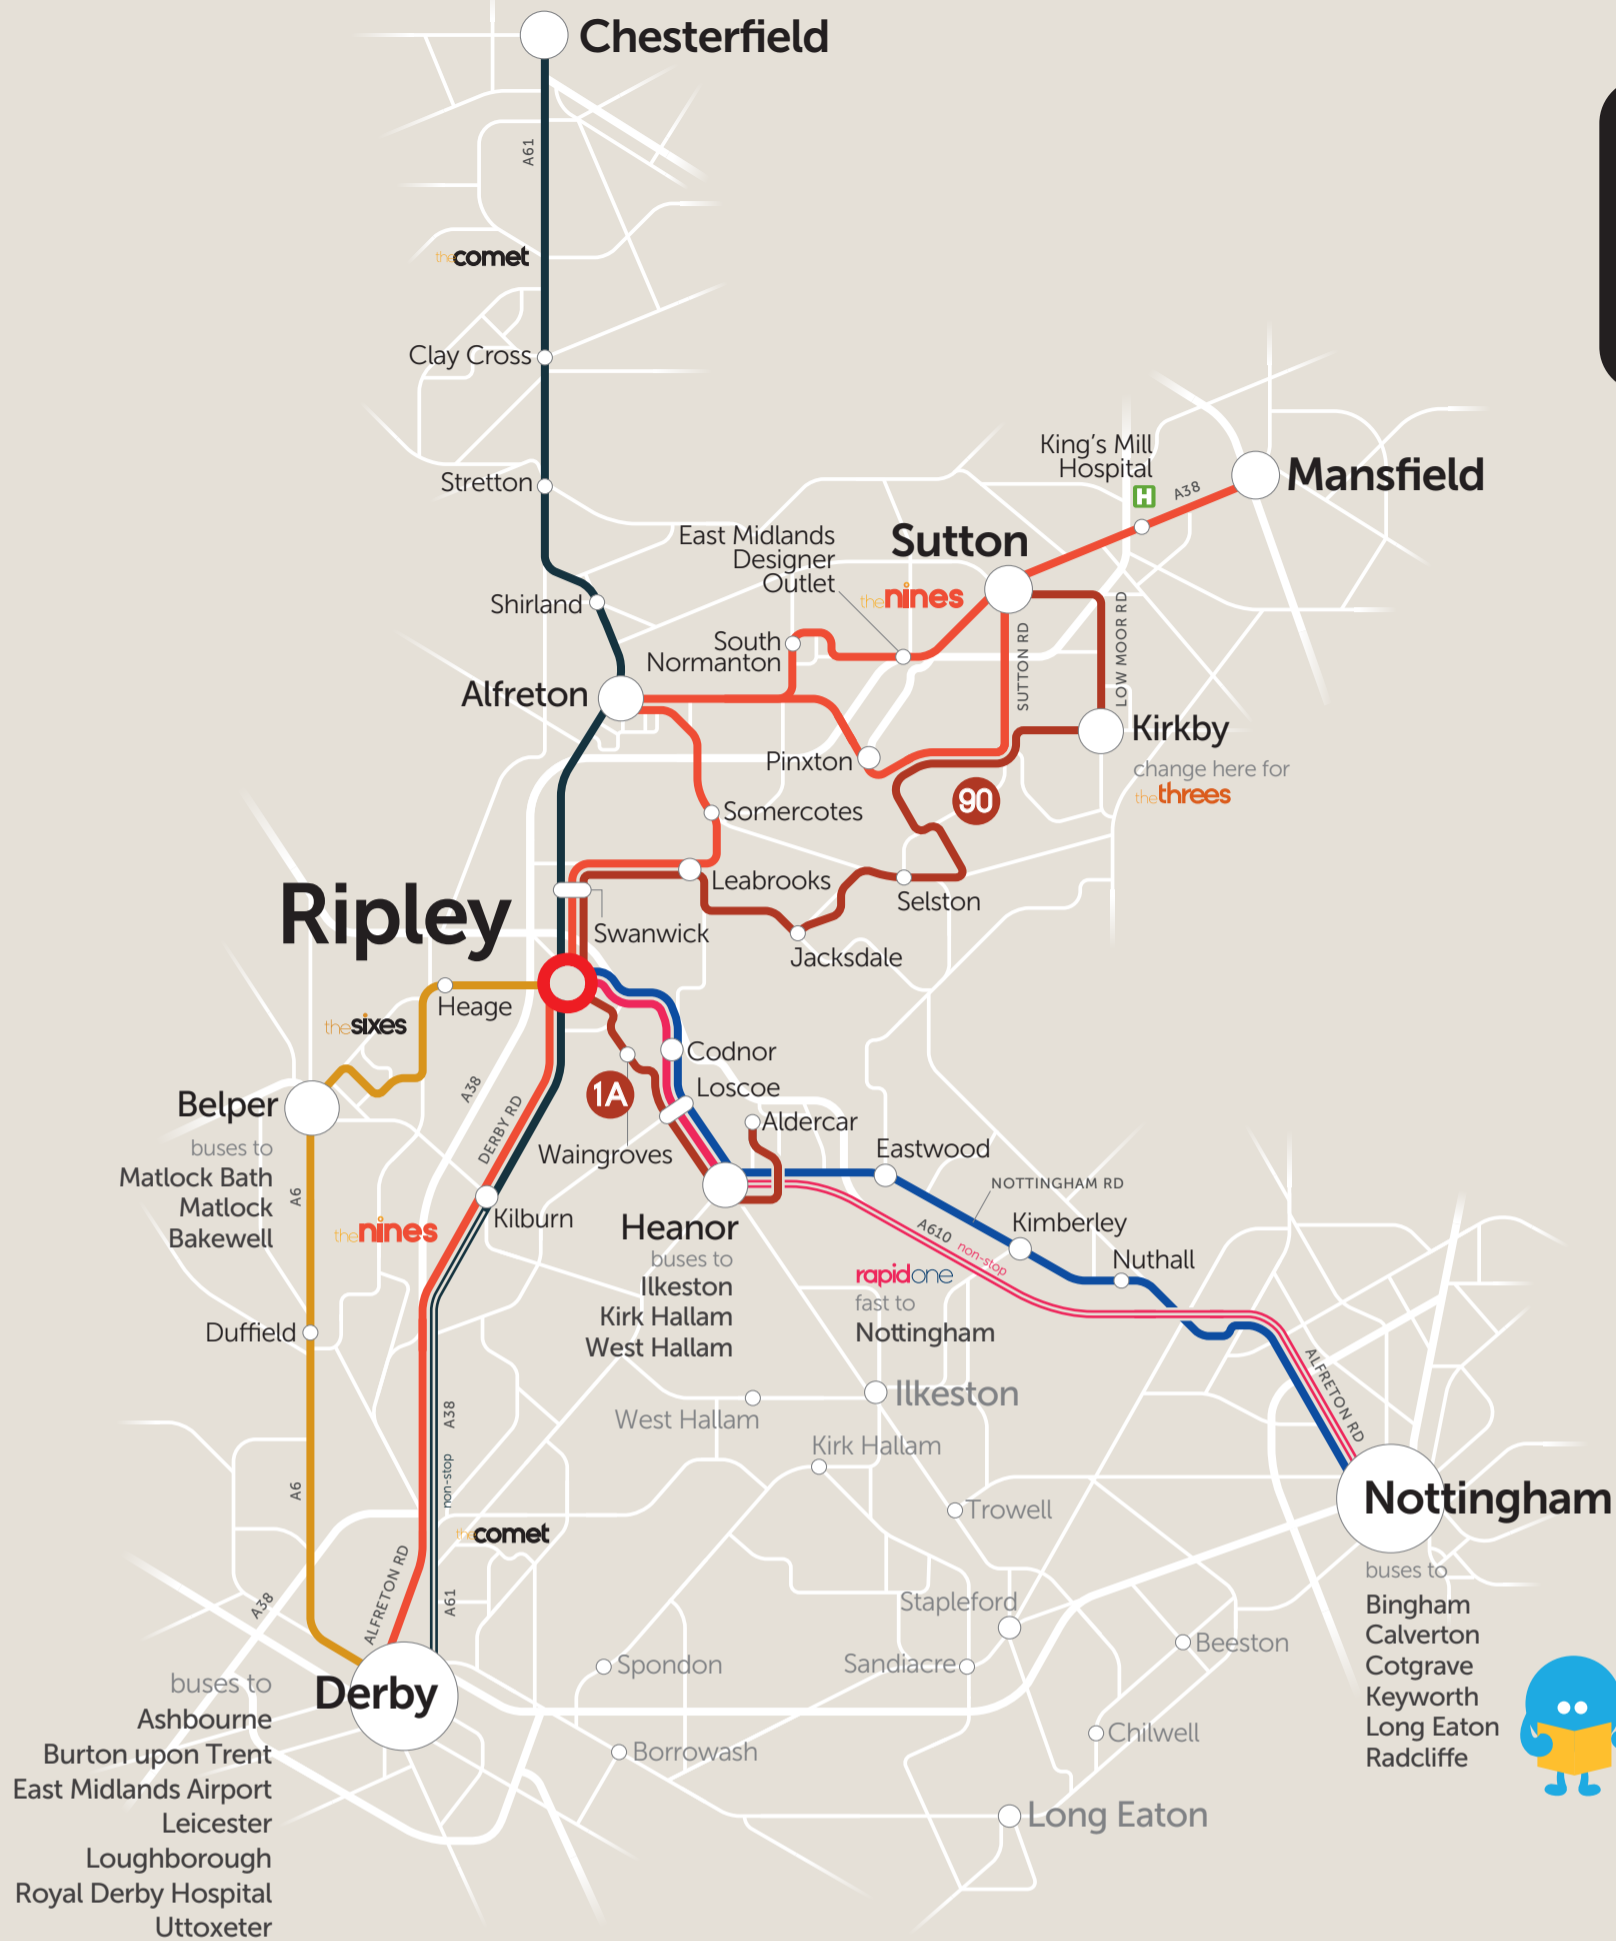 Chesterfield
A61
thecomet
Clay Cross
Stretton
King's Mill
Hospital
H
A38
Mansfield
East Midlands
Designer
Outlet
Sutton
thenines
Shirland
South
Normanton
SUTTON RD
LOW MOOR RD
Alfreton
Kirkby
Pinxton
change here for
thethrees
90
Somercotes
Leabrooks
Selston
Ripley
Swanwick
Jacksdale
Heage
thesixes
Codnor
A38
1A
Loscoe
Belper
DERBY RD
Aldercar
buses to
Matlock Bath
Matlock
Bakewell
Waingroves
Eastwood
A6
NOTTINGHAM RD
Kilburn
thenines
Heanor
A610
non-stop
Kimberley
buses to
Ilkeston
Kirk Hallam
West Hallam
rapidone
fast to
Nottingham
Nuthall
Duffield
ALFRETON RD
A38
West Hallam
Ilkeston
Kirk Hallam
A6
non-stop
Trowell
Nottingham
thecomet
ALFRETON RD
A38
A61
buses to
Bingham
Calverton
Cotgrave
Keyworth
Long Eaton
Radcliffe
Stapleford
Beeston
Spondon
Sandiacre
Derby
buses to
Ashbourne
Burton upon Trent
East Midlands Airport
Leicester
Loughborough
Royal Derby Hospital
Uttoxeter
Borrowash
Chilwell
Long Eaton